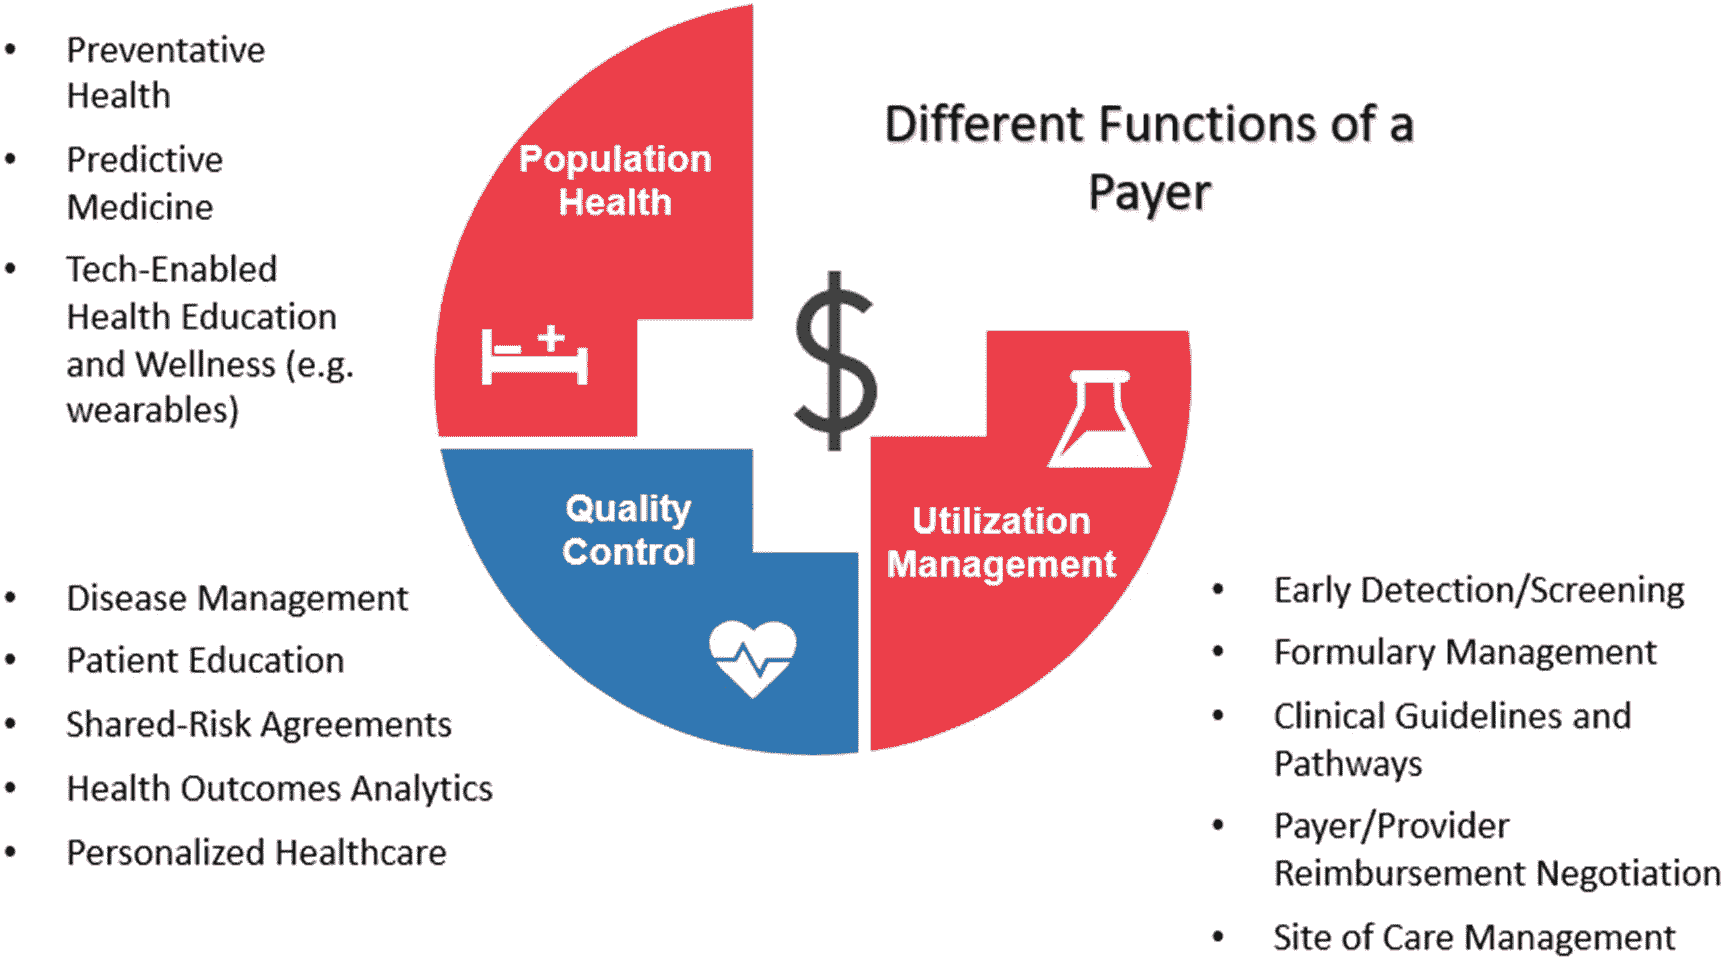 Different Functions of a
Payer
• Preventative
Health
• Predictive
Medicine
• Tech-Enabled
Health Education
and Wellness (e.g.
wearables)
Population
Health
$
Quality
Control
Utilization
Management
• Disease Management
• Patient Education
• Shared-Risk Agreements
• Health Outcomes Analytics
• Personalized Healthcare
• Early Detection/Screening
• Formulary Management
• Clinical Guidelines and
Pathways
• Payer/Provider
Reimbursement Negotiation
• Site of Care Management